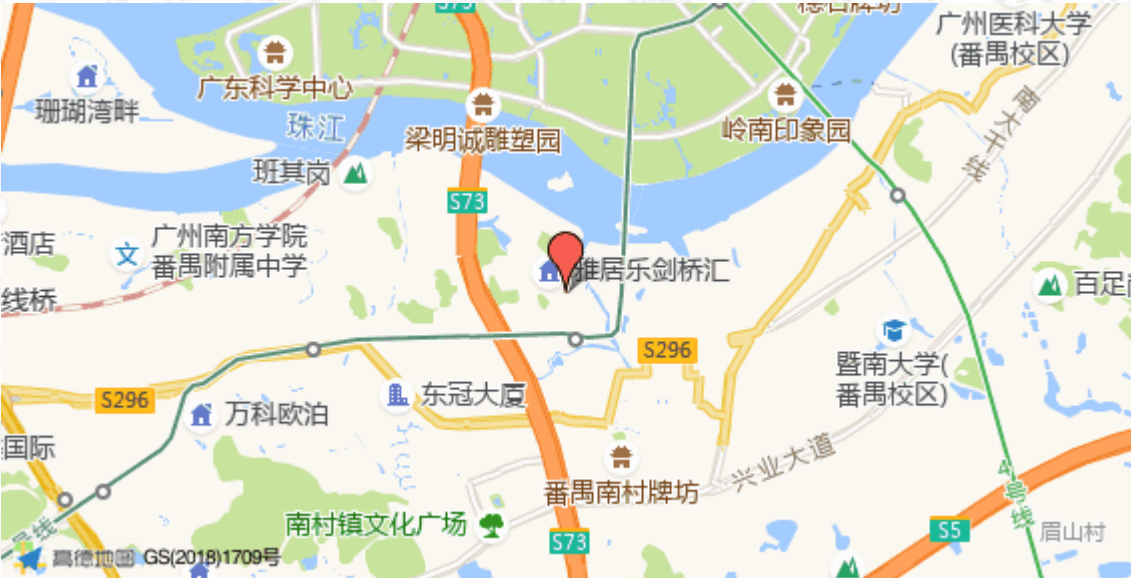 S73
广州医科大学
(番禺校区)
广东科学中心
珊瑚湾畔
珠江
梁明诚雕塑园
岭南印象园
南大干线
班其岗
S73
广州南方学院
番禺附属中学
酒店
雅居乐剑桥汇
线桥
百足
S296
暨南大学(
番禺校区)
东冠大厦
S296
万科欧泊
国际
兴业大道
番禺南村牌坊
4号线
南村镇文化广场
S5
眉山村
S73
号线
高德地图 GS(2018)1709号